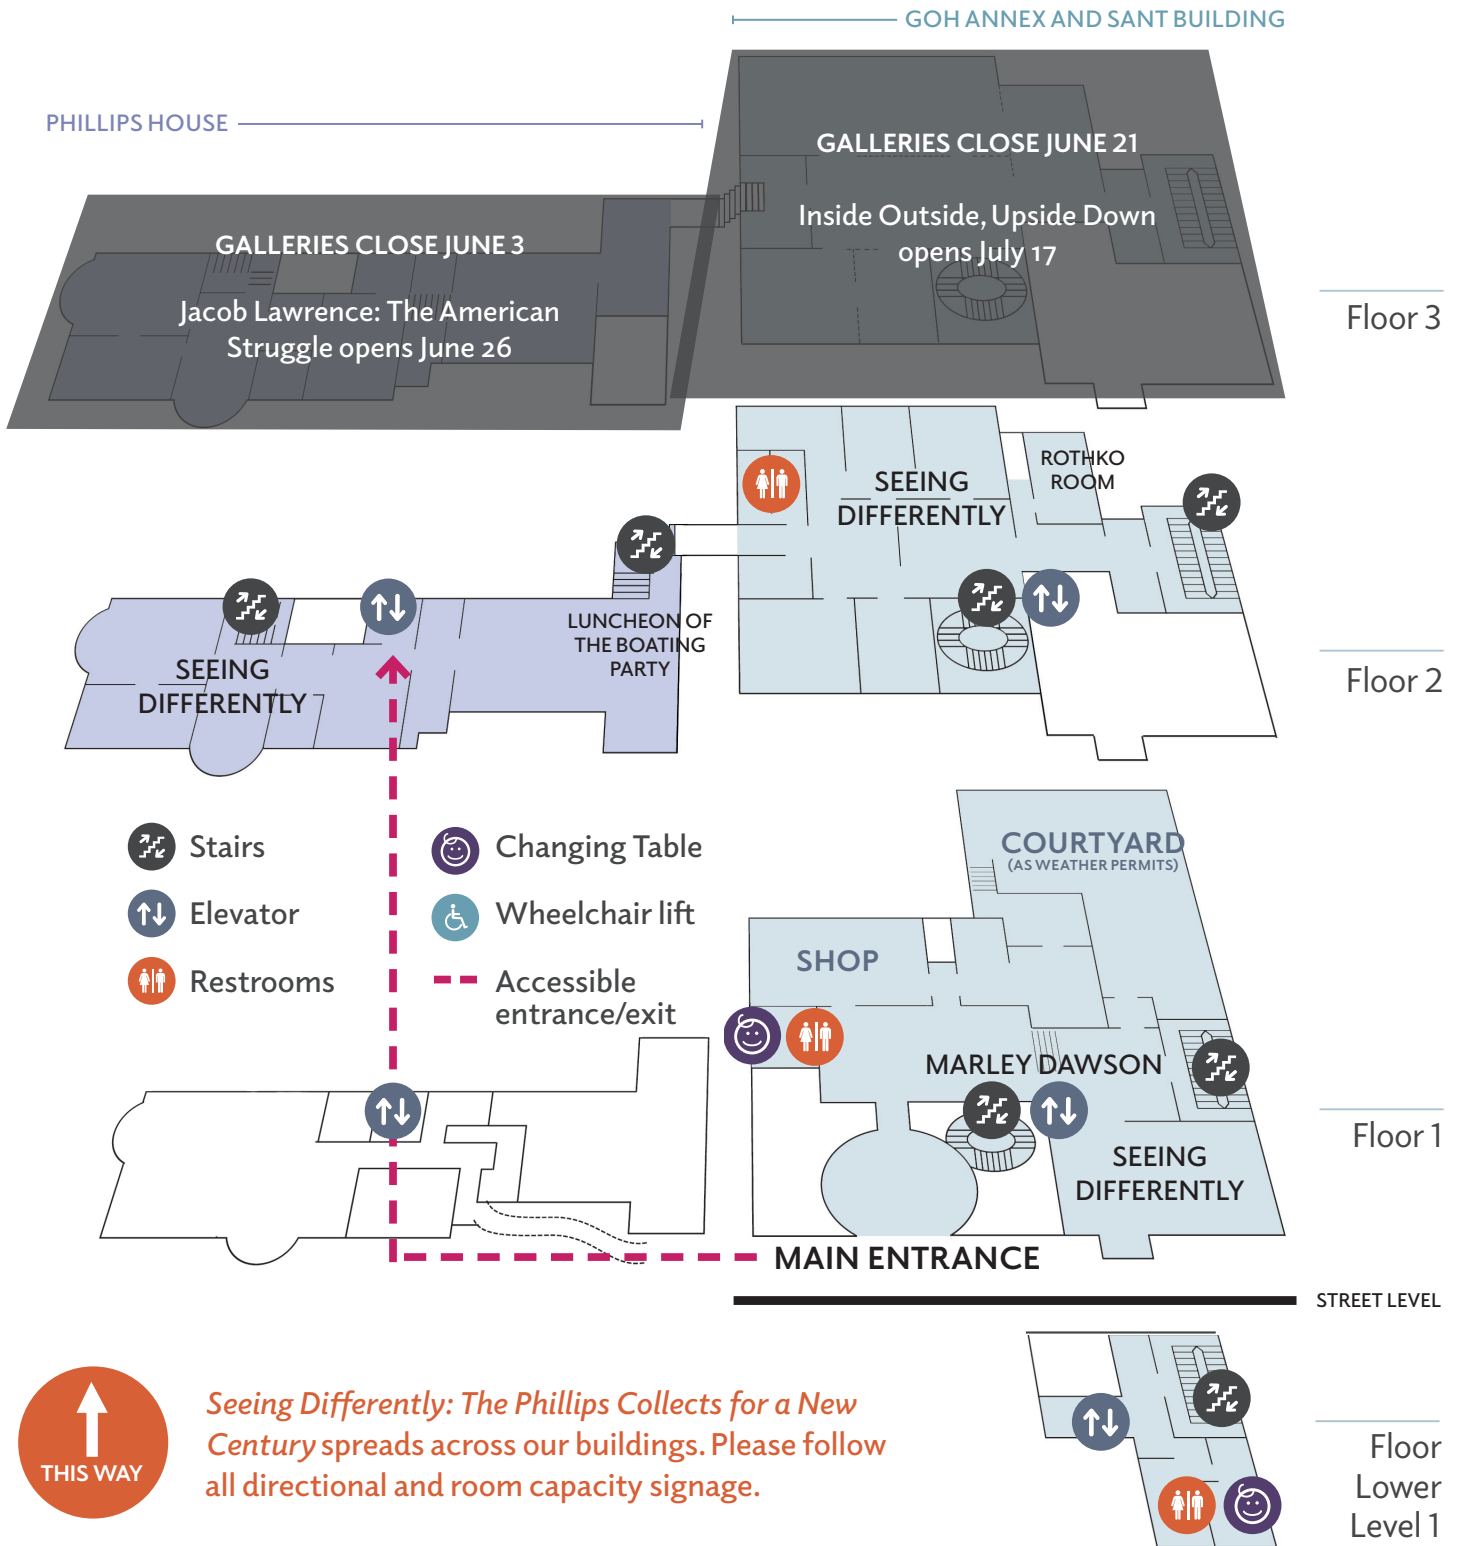 GOH ANNEX AND SANT BUILDING
PHILLIPS HOUSE
GALLERIES CLOSE JUNE 21
Inside Outside, Upside Down
opens July 17
GALLERIES CLOSE JUNE 3
Jacob Lawrence: The American
Struggle opens June 26
Floor 3
SEEING
DIFFERENTLY
ROTHKO
ROOM
LUNCHEON OF
THE BOATING
PARTY
SEEING
DIFFERENTLY
Floor 2
Stairs
Elevator
Restrooms
Changing Table
Wheelchair lift
Accessible
entrance/exit
COURTYARD
(AS WEATHER PERMITS)
SHOP
MARLEY DAWSON
SEEING
DIFFERENTLY
Floor 1
MAIN ENTRANCE
STREET LEVEL
THIS WAY
Seeing Differently: The Phillips Collects for a New
Century spreads across our buildings. Please follow
all directional and room capacity signage.
Floor
Lower
Level 1